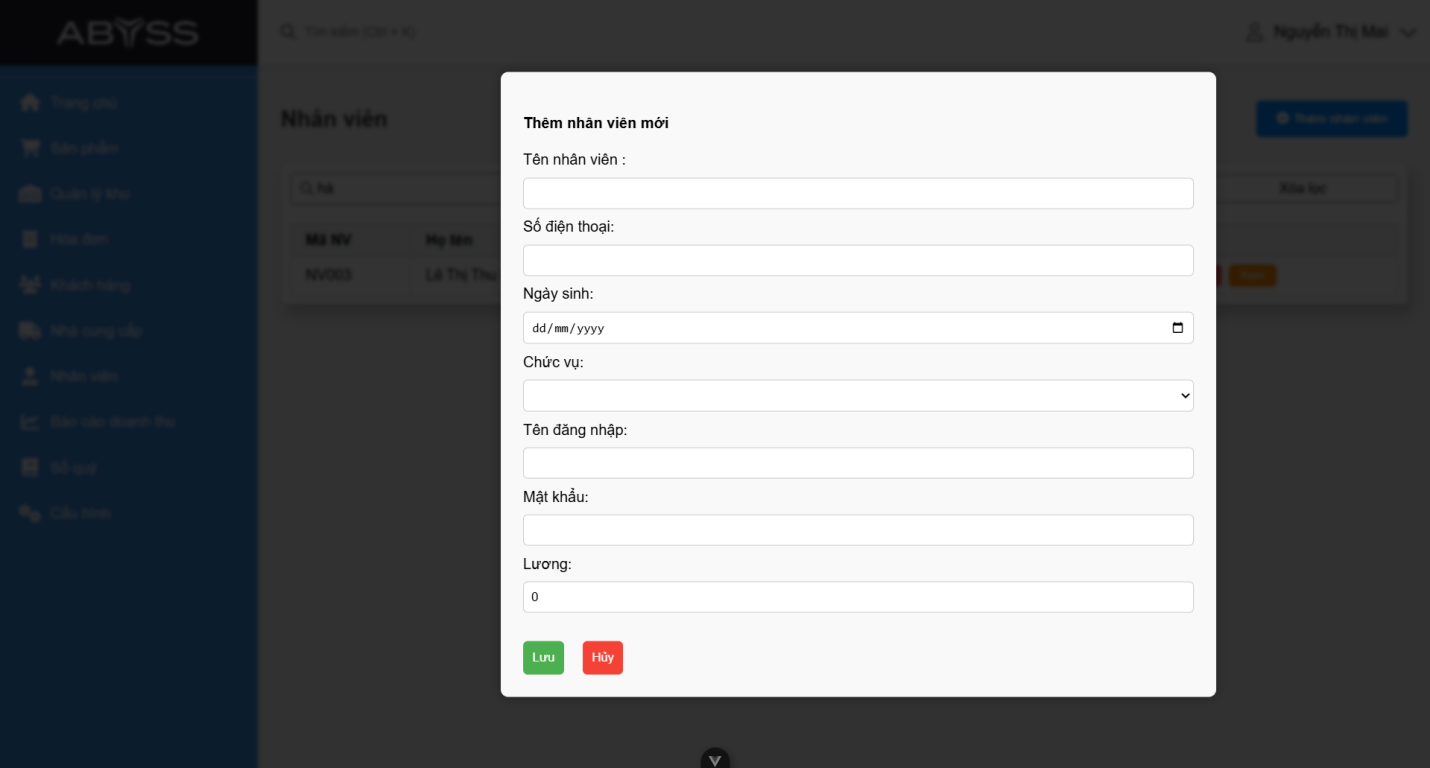 ABYSS
Tìm kiếm (Ctrl + K)
Nguyễn Thị Mai
Trang chủ
Sản phẩm
Quản lý kho
Hóa đơn
Khách hàng
Nhà cung cấp
Nhân viên
Báo cáo doanh thu
Sổ quỹ
Cấu hình
Nhân viên
Thêm nhân viên
hà
Xóa lọc
Mã NV
Họ tên
NV003
Lê Thị Thu
Thêm nhân viên mới
Tên nhân viên :
Số điện thoại:
Ngày sinh:
dd/mm/yyyy
Chức vụ:
Tên đăng nhập:
Mật khẩu:
Lương:
0
Lưu
Hủy